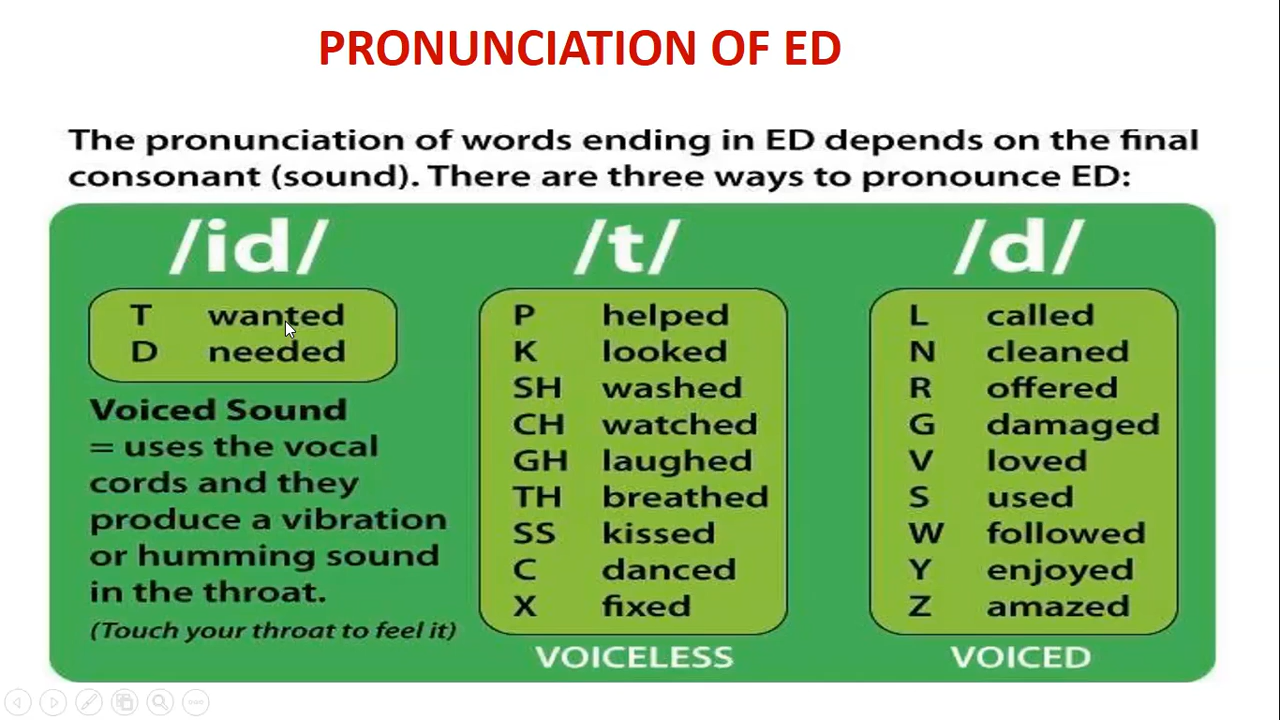 PRONUNCIATION OF ED
The pronunciation of words ending in ED depends on the final
consonant (sound). There are three ways to pronounce ED:
/id/
T wanted
D needed
Voiced Sound
= uses the vocal
cords and they
produce a vibration
or humming sound
in the throat.
(Touch your throat to feel it)
/t/
P helped
K looked
SH washed
CH watched
GH laughed
TH breathed
SS kissed
C danced
X fixed
VOICELESS
/d/
L called
N cleaned
R offered
G damaged
V loved
S used
W followed
Y enjoyed
Z amazed
VOICED